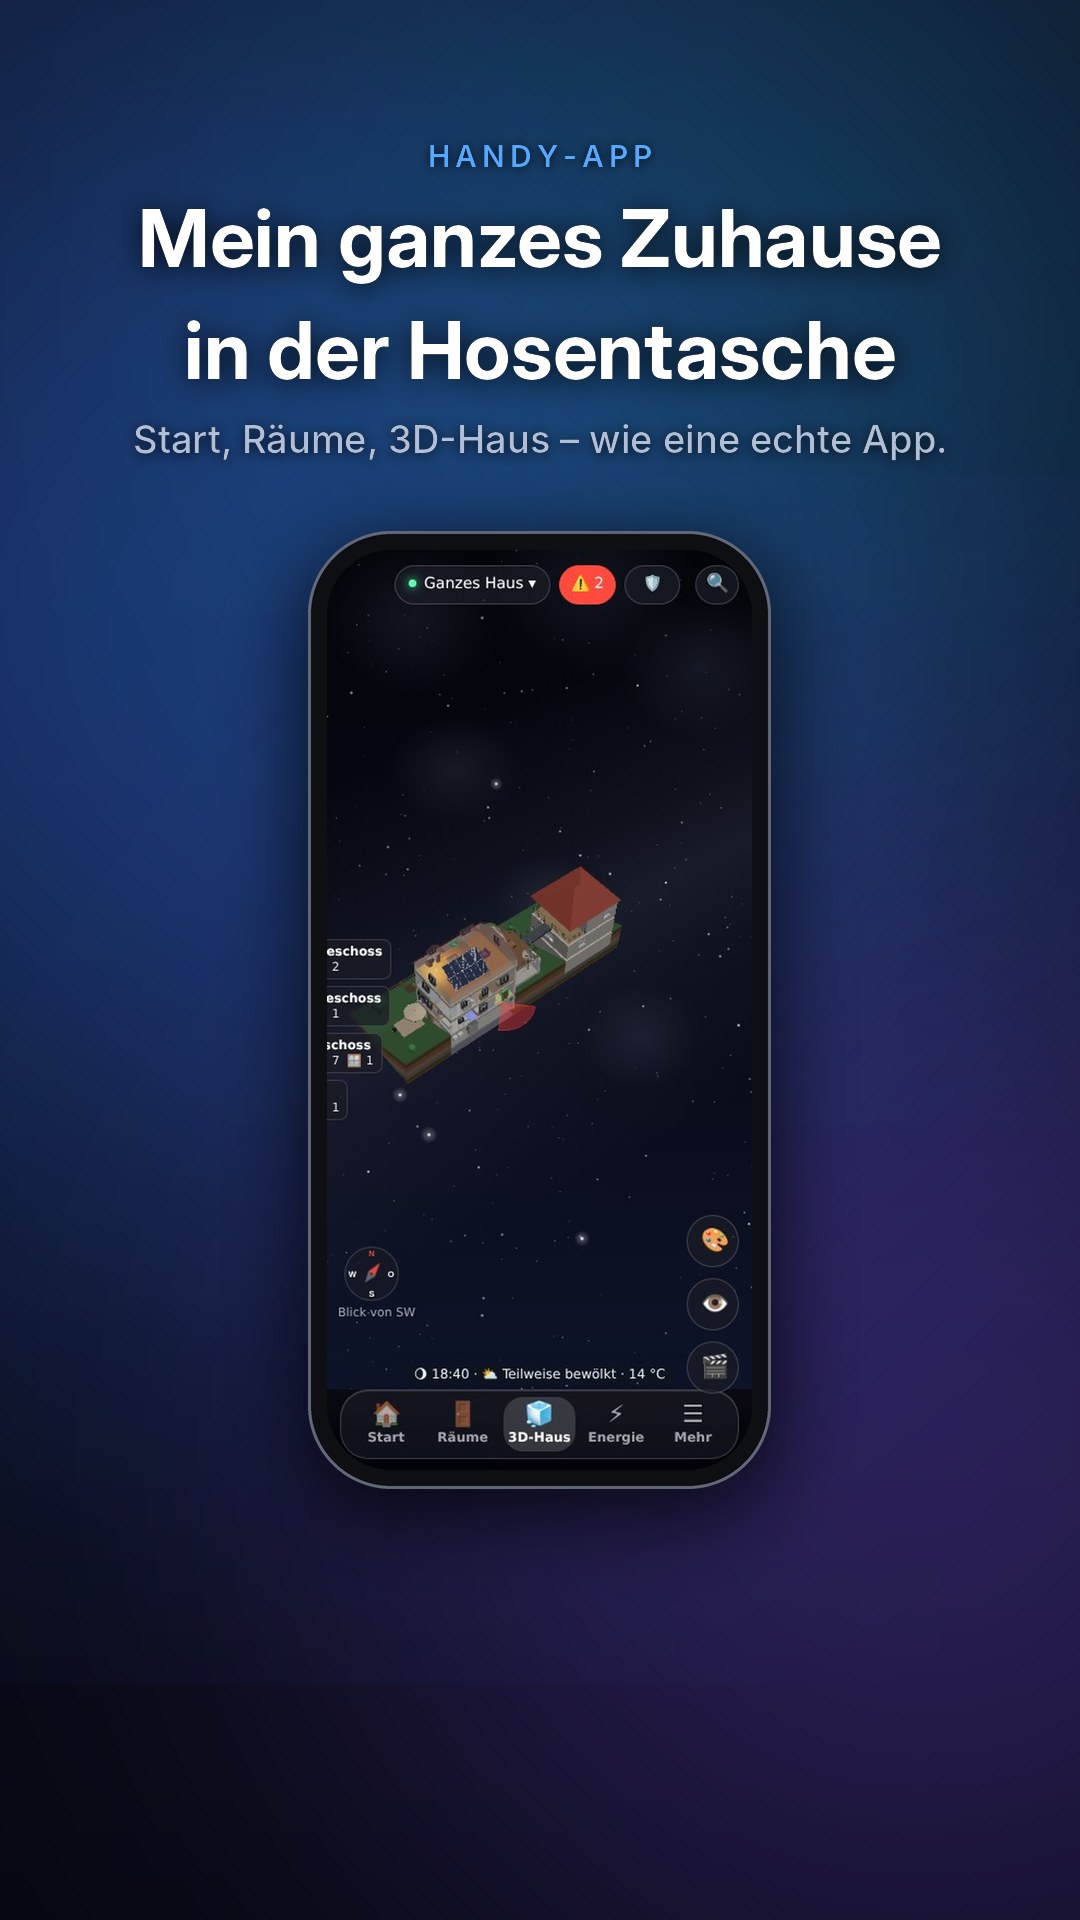 HANDY-APP
Mein ganzes Zuhause
in der Hosentasche
Start, Räume, 3D-Haus – wie eine echte App.
Ganzes Haus ▾
⚠️ 2
eschoss
2
eschoss
1
schoss
7 🪟 1
1
N
W O
S
Blick von SW
18:40 · ⛅ Teilweise bewölkt · 14 °C
Start Räume 3D-Haus Energie Mehr